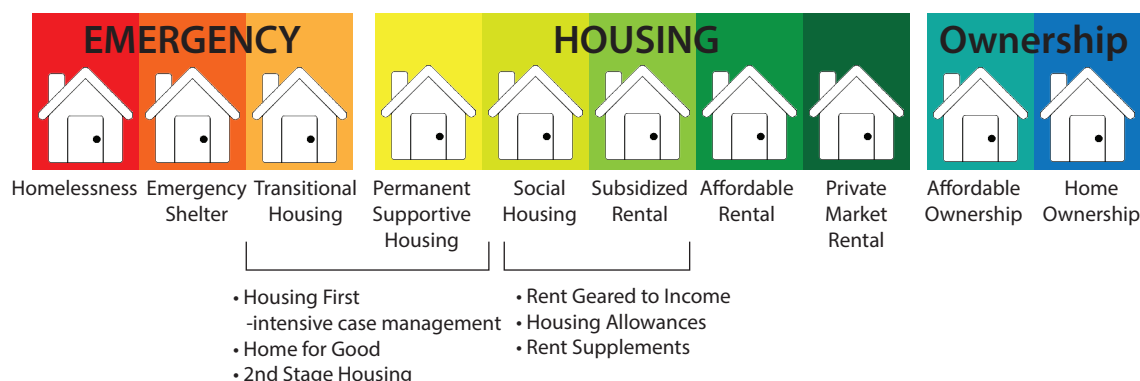 EMERGENCY
HOUSING
Ownership
Homelessness
Emergency
Shelter
Transitional
Housing
Permanent
Supportive
Housing
Social
Housing
Subsidized
Rental
Affordable
Rental
Private
Market
Rental
Affordable
Ownership
Home
Ownership
• Housing First
-intensive case management
• Home for Good
• 2nd Stage Housing
• Rent Geared to Income
• Housing Allowances
• Rent Supplements